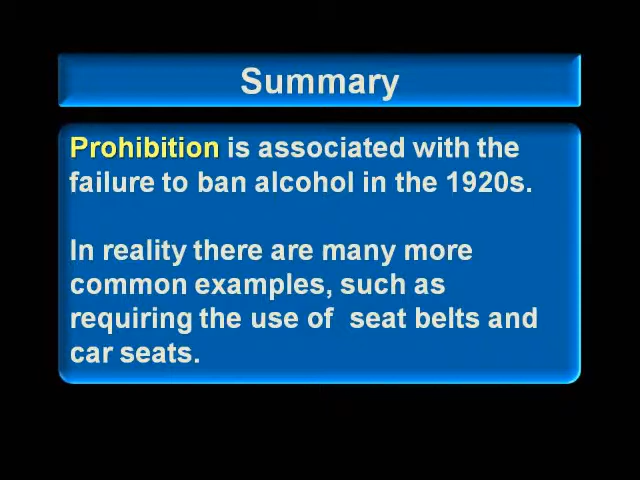 Summary
Prohibition is associated with the
failure to ban alcohol in the 1920s.
In reality there are many more
common examples, such as
requiring the use of  seat belts and
car seats.